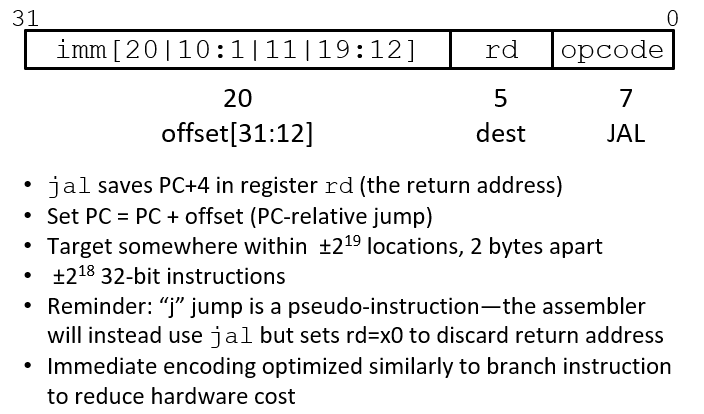 31 0
imm[20|10:1|11|19:12] rd opcode
20 5 7
offset[31:12] dest JAL
• jal saves PC+4 in register rd (the return address)
• Set PC = PC + offset (PC-relative jump)
• Target somewhere within ±2¹⁹ locations, 2 bytes apart
• ±2¹⁸ 32-bit instructions
• Reminder: “j” jump is a pseudo-instruction—the assembler
will instead use jal but sets rd=x0 to discard return address
• Immediate encoding optimized similarly to branch instruction
to reduce hardware cost